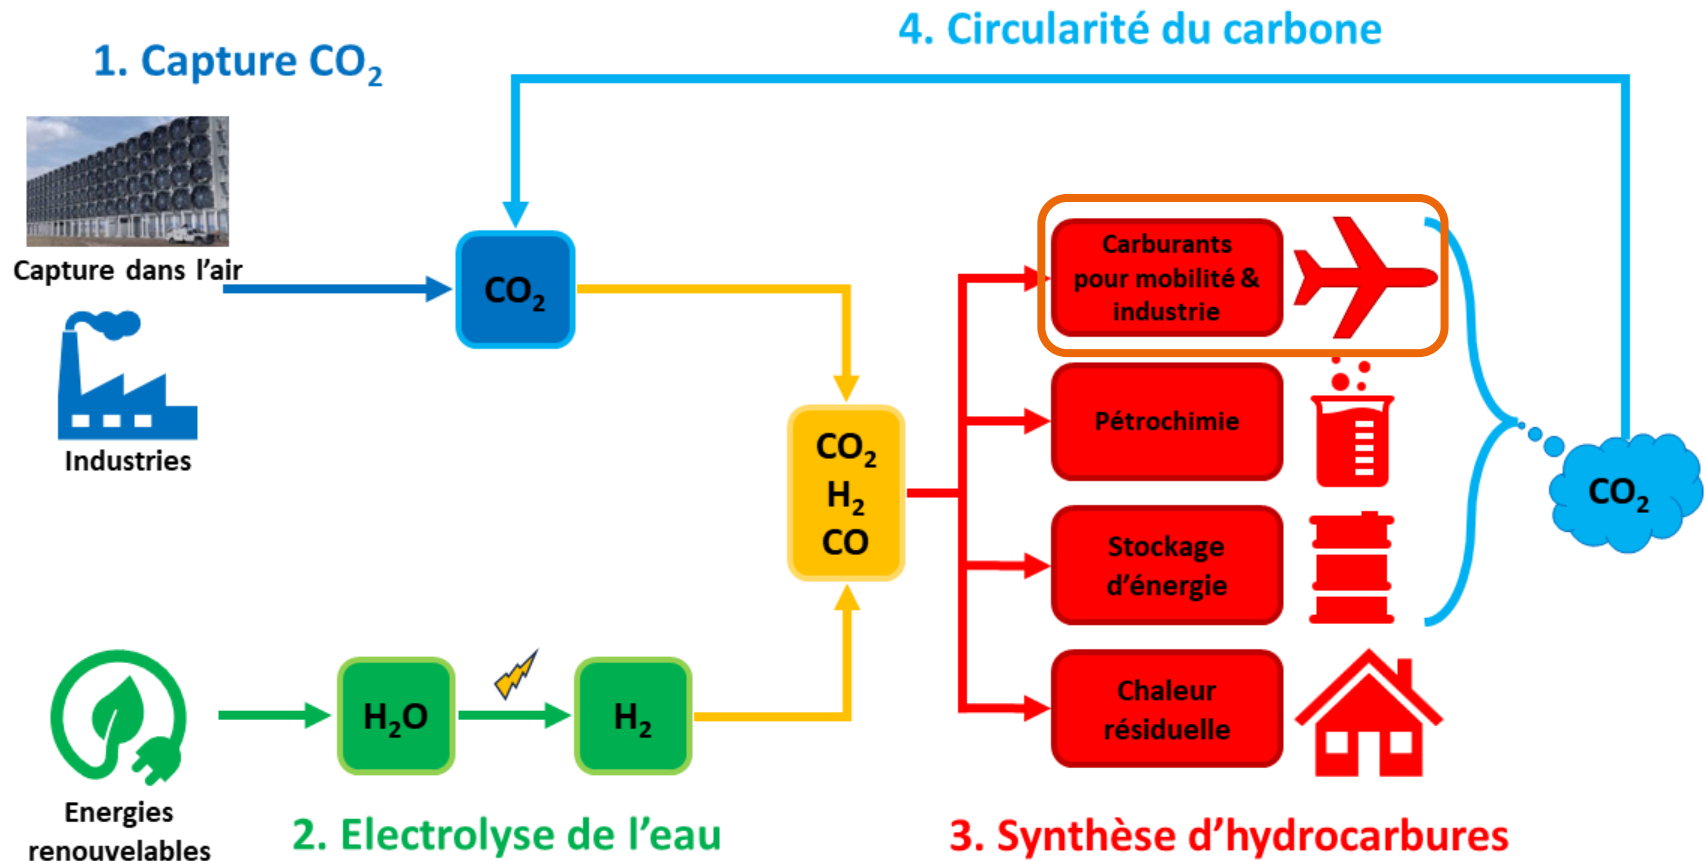 4. Circularité du carbone
1. Capture CO₂
Capture dans l'air
Industries
CO₂
CO₂
H₂
CO
Carburants
pour mobilité &
industrie
Pétrochimie
Stockage
d'énergie
Chaleur
résiduelle
CO₂
H₂O
H₂
Energies
renouvelables
2. Electrolyse de l'eau
3. Synthèse d'hydrocarbures